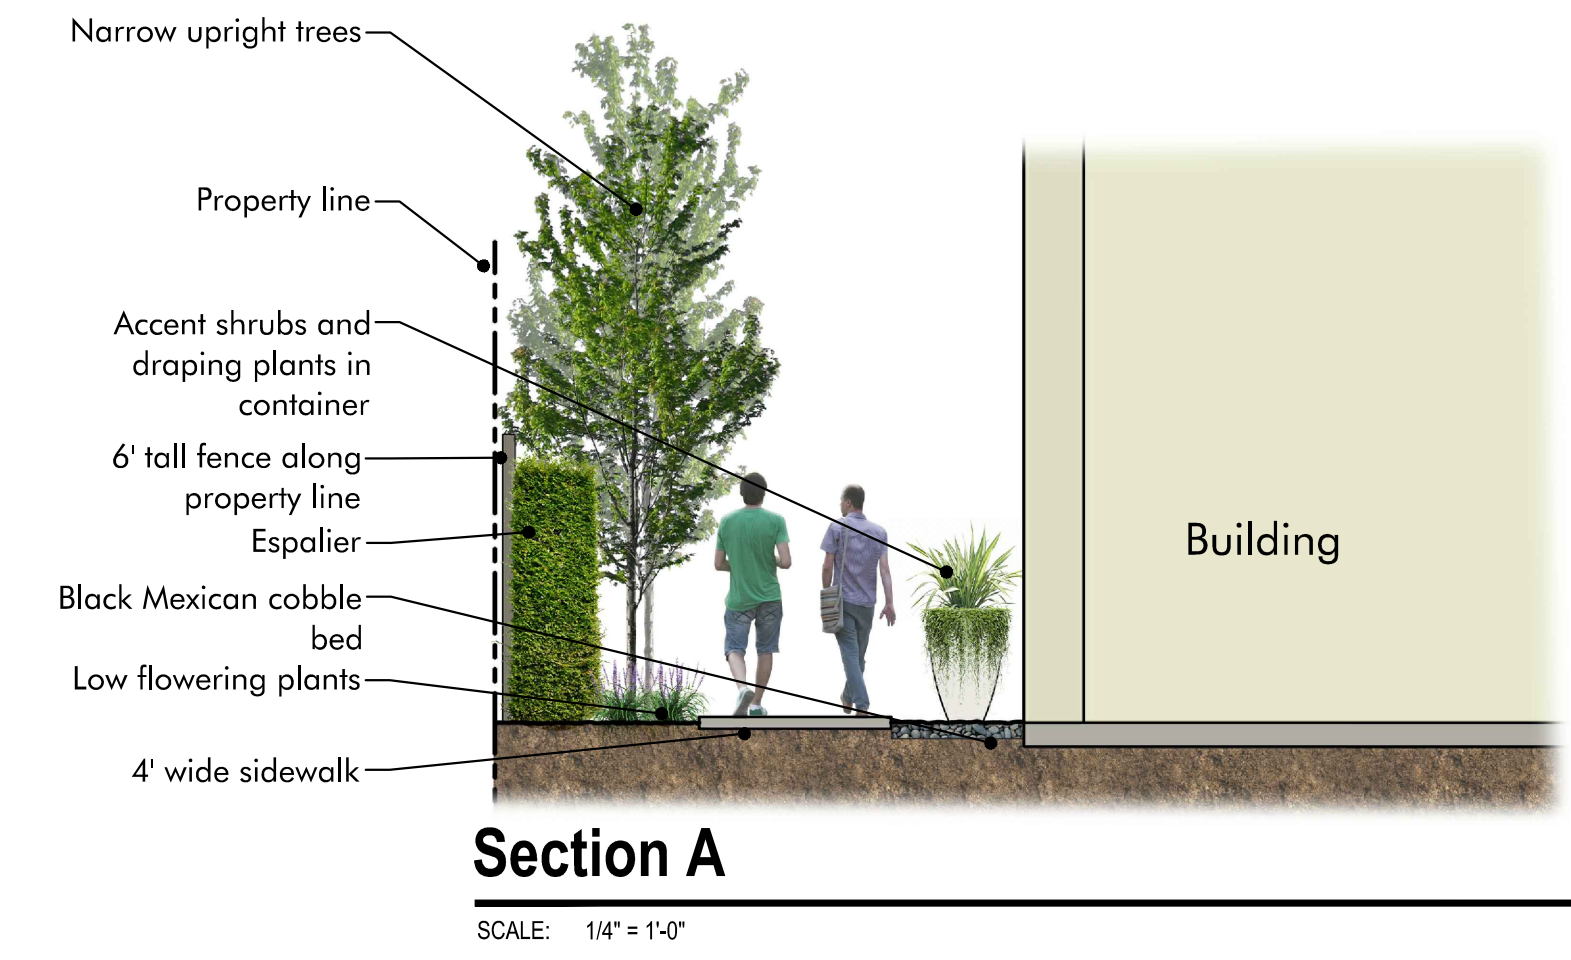 Narrow upright trees
Property line
Accent shrubs and
draping plants in
container
6' tall fence along
property line
Espalier
Building
Black Mexican cobble
bed
Low flowering plants
4' wide sidewalk
Section A
SCALE: 1/4" = 1'-0"